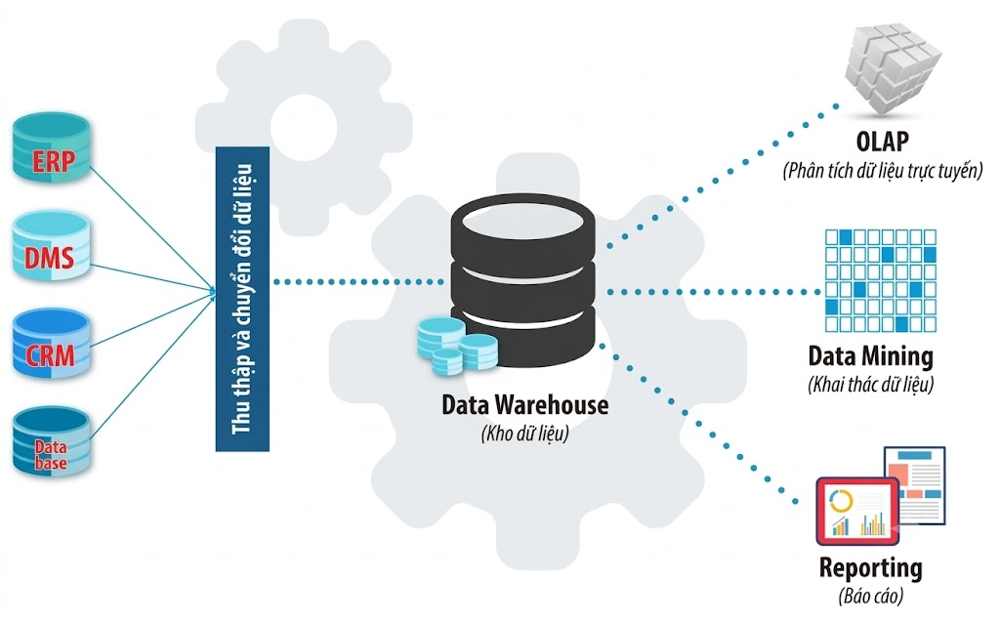 ERP
DMS
CRM
Data
base
Thu thập và chuyển đổi dữ liệu
Data Warehouse
(Kho dữ liệu)
OLAP
(Phân tích dữ liệu trực tuyến)
Data Mining
(Khai thác dữ liệu)
Reporting
(Báo cáo)